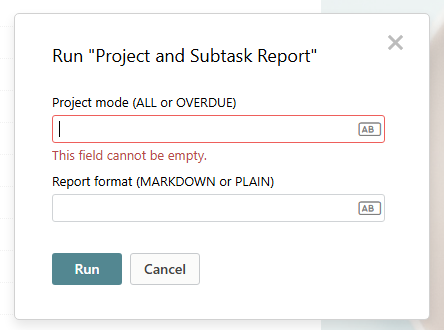 Run "Project and Subtask Report"
Project mode (ALL or OVERDUE)
AB
This field cannot be empty.
Report format (MARKDOWN or PLAIN)
AB
Run Cancel